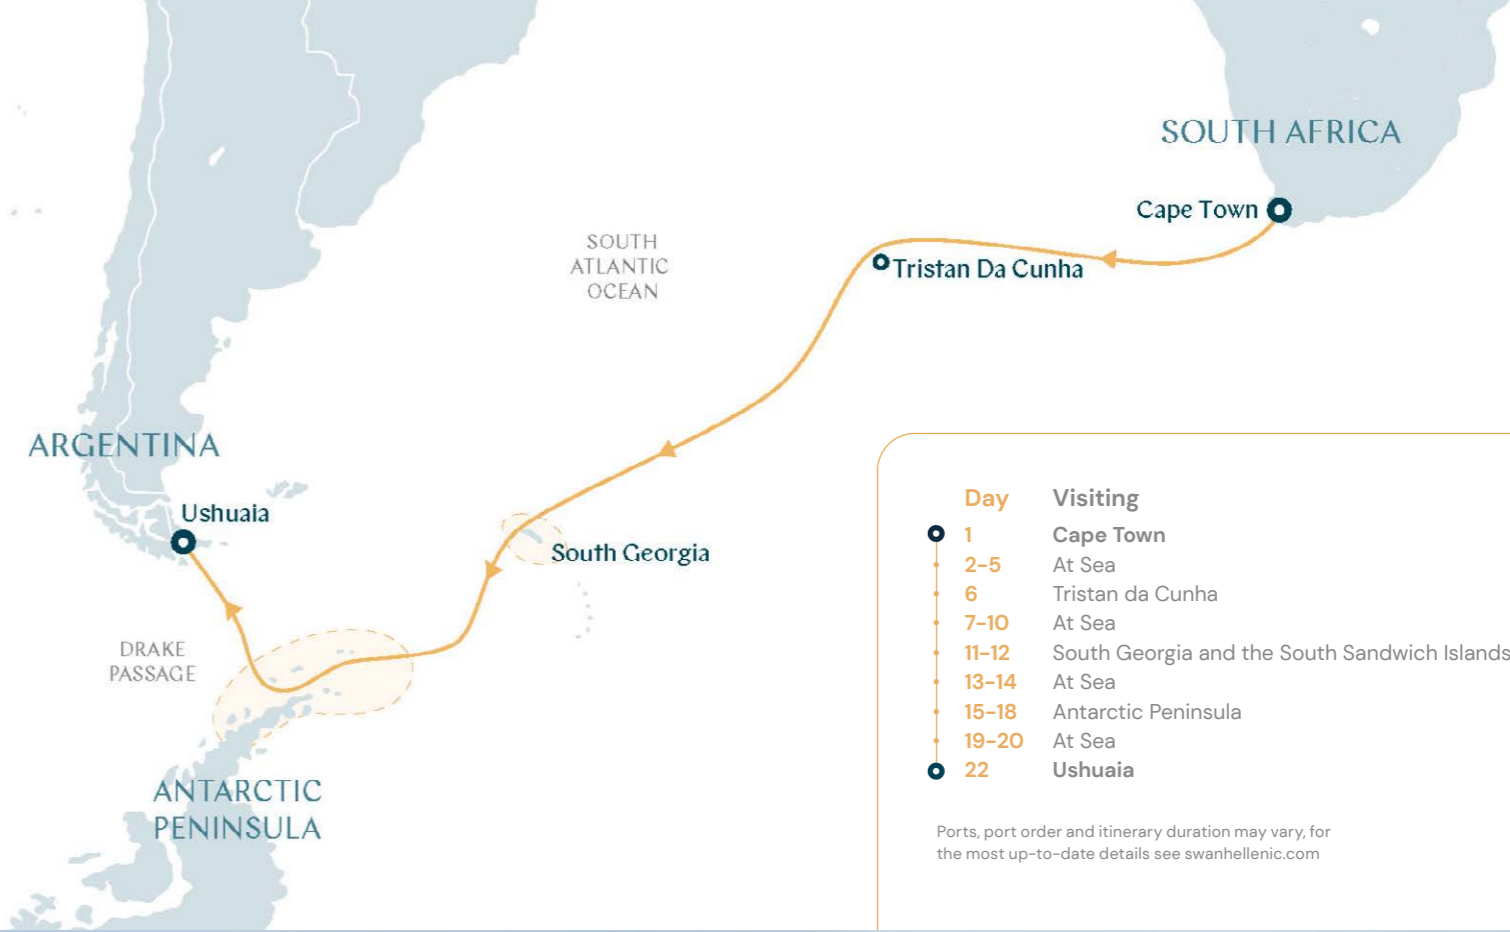 SOUTH AFRICA
Cape Town
SOUTH
ATLANTIC
OCEAN
Tristan Da Cunha
ARGENTINA
Ushuaia
South Georgia
DRAKE
PASSAGE
ANTARCTIC
PENINSULA
Day Visiting
1 Cape Town
2-5 At Sea
6 Tristan da Cunha
7-10 At Sea
11-12 South Georgia and the South Sandwich Islands
13-14 At Sea
15-18 Antarctic Peninsula
19-20 At Sea
22 Ushuaia
Ports, port order and itinerary duration may vary, for
the most up-to-date details see swanhellenic.com